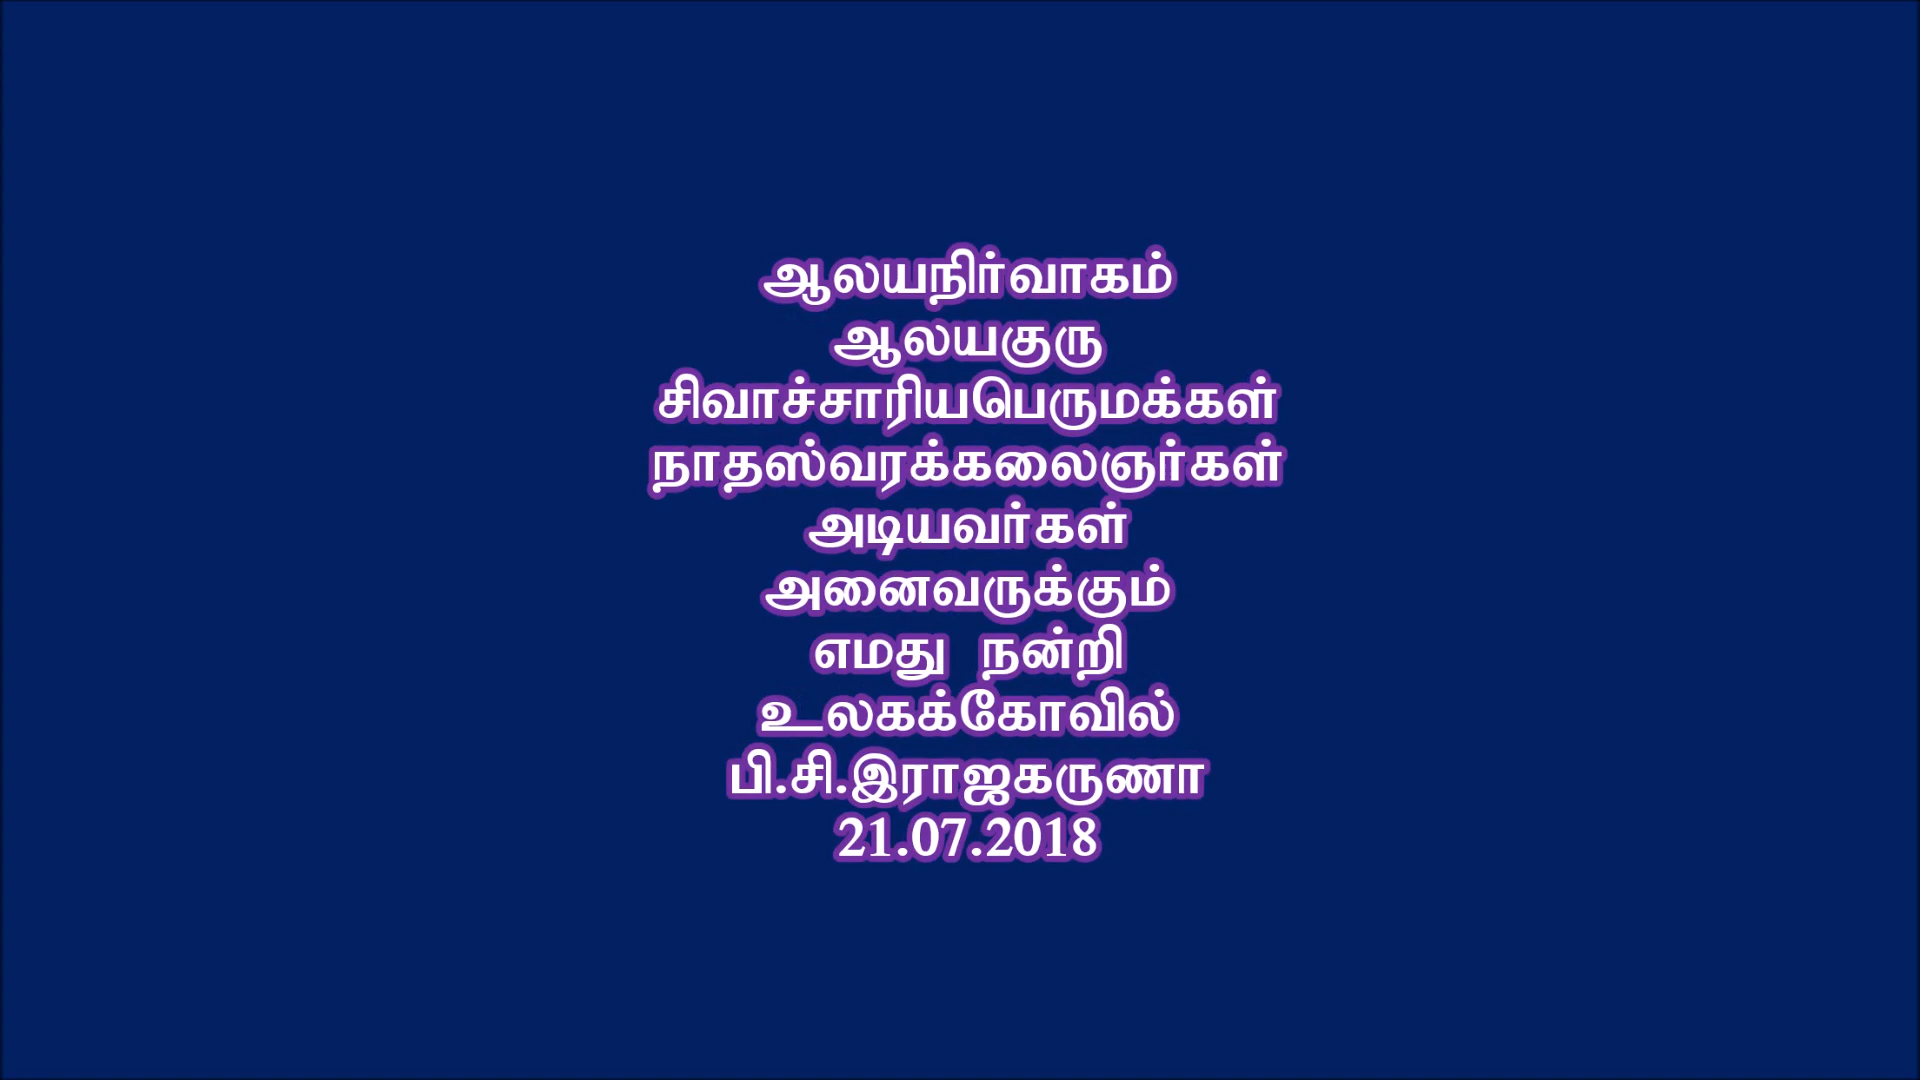 ஆலயநிர்வாகம்
ஆலயகுரு
சிவாச்சாரியபெருமக்கள்
நாதஸ்வரக்கலைஞர்கள்
அடியவர்கள்
அனைவருக்கும்
எமது நன்றி
உலகக்கோவில்
பி.சி.இராஜகருணா
21.07.2018